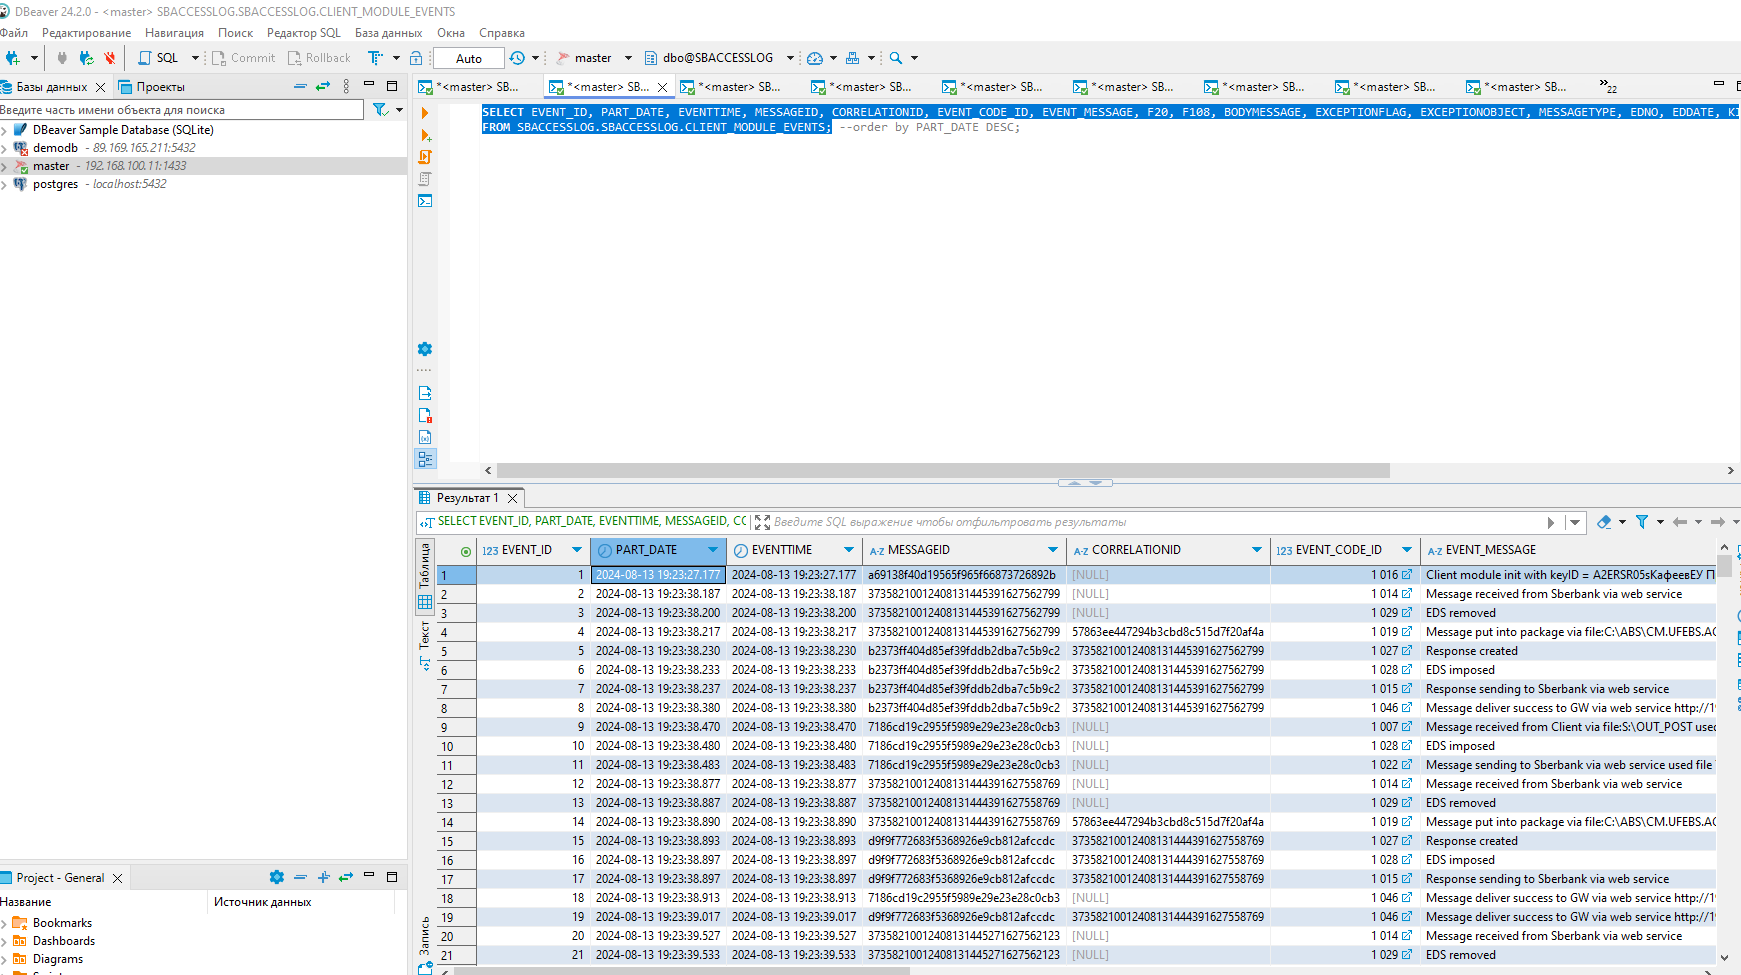 DBeaver 24.2.0 - <master> SBACCESSLOG.SBACCESSLOG.CLIENT_MODULE_EVENTS
Файл Редактирование Навигация Поиск Редактор SQL База данных Окна Справка
SQL Commit Rollback Auto master dbo@SBACCESSLOG
Базы данных Проекты
*<master> SB... *<master> SB... *<master> SB... *<master> SB... *<master> SB... *<master> SB... *<master> SB... *<master> SB... *<master> SB... »22
Введите часть имени объекта для поиска
DBeaver Sample Database (SQLite)
demodb - 89.169.165.211:5432
master - 192.168.100.11:1433
postgres - localhost:5432
SELECT EVENT_ID, PART_DATE, EVENTTIME, MESSAGEID, CORRELATIONID, EVENT_CODE_ID, EVENT_MESSAGE, F20, F108, BODYMESSAGE, EXCEPTIONFLAG, EXCEPTIONOBJECT, MESSAGETYPE, EDNO, EDDATE, KI
FROM SBACCESSLOG.SBACCESSLOG.CLIENT_MODULE_EVENTS; --order by PART_DATE DESC;
Результат 1
SELECT EVENT_ID, PART_DATE, EVENTTIME, MESSAGEID, CO Введите SQL выражение чтобы отфильтровать результаты
Таблица
Текст
Запись
123 EVENT_ID PART_DATE EVENTTIME A-Z MESSAGEID A-Z CORRELATIONID 123 EVENT_CODE_ID A-Z EVENT_MESSAGE
1 1 2024-08-13 19:23:27.177 2024-08-13 19:23:27.177 a69138f40d19565f965f66873726892b [NULL] 1 016 Client module init with keyID = A2ERSR05sКафеевЕУ П
2 2 2024-08-13 19:23:38.187 2024-08-13 19:23:38.187 373582100124081314453916275627​99 [NULL] 1 014 Message received from Sberbank via web service
3 3 2024-08-13 19:23:38.200 2024-08-13 19:23:38.200 37358210012408131445391627562799 [NULL] 1 029 EDS removed
4 4 2024-08-13 19:23:38.217 2024-08-13 19:23:38.217 37358210012408131445391627562799 57863ee447294b3cbd8c515d7f20af4a 1 019 Message put into package via file:C:\ABS\CM.UFEBS.AC
5 5 2024-08-13 19:23:38.230 2024-08-13 19:23:38.230 b2373ff404d85ef39fddb2dba7c5b9c2 37358210012408131445391627562799 1 027 Response created
6 6 2024-08-13 19:23:38.233 2024-08-13 19:23:38.233 b2373ff404d85ef39fddb2dba7c5b9c2 37358210012408131445391627562799 1 028 EDS imposed
7 7 2024-08-13 19:23:38.237 2024-08-13 19:23:38.237 b2373ff404d85ef39fddb2dba7c5b9c2 37358210012408131445391627562799 1 015 Response sending to Sberbank via web service
8 8 2024-08-13 19:23:38.380 2024-08-13 19:23:38.380 b2373ff404d85ef39fddb2dba7c5b9c2 37358210012408131445391627562799 1 046 Message deliver success to GW via web service http://1
9 9 2024-08-13 19:23:38.470 2024-08-13 19:23:38.470 7186cd19c2955f5989e29e23e28c0cb3 [NULL] 1 007 Message received from Client via file:S:\OUT_POST used
10 10 2024-08-13 19:23:38.480 2024-08-13 19:23:38.480 7186cd19c2955f5989e29e23e28c0cb3 [NULL] 1 028 EDS imposed
11 11 2024-08-13 19:23:38.483 2024-08-13 19:23:38.483 7186cd19c2955f5989e29e23e28c0cb3 [NULL] 1 022 Message sending to Sberbank via web service used file
12 12 2024-08-13 19:23:38.877 2024-08-13 19:23:38.877 37358210012408131444391627558769 [NULL] 1 014 Message received from Sberbank via web service
13 13 2024-08-13 19:23:38.887 2024-08-13 19:23:38.887 37358210012408131444391627558769 [NULL] 1 029 EDS removed
14 14 2024-08-13 19:23:38.890 2024-08-13 19:23:38.890 37358210012408131444391627558769 57863ee447294b3cbd8c515d7f20af4a 1 019 Message put into package via file:C:\ABS\CM.UFEBS.AC
15 15 2024-08-13 19:23:38.893 2024-08-13 19:23:38.893 d9f9f772683f5368926e9cb812afccdc 37358210012408131444391627558769 1 027 Response created
16 16 2024-08-13 19:23:38.897 2024-08-13 19:23:38.897 d9f9f772683f5368926e9cb812afccdc 37358210012408131444391627558769 1 028 EDS imposed
17 17 2024-08-13 19:23:38.897 2024-08-13 19:23:38.897 d9f9f772683f5368926e9cb812afccdc 37358210012408131444391627558769 1 015 Response sending to Sberbank via web service
18 18 2024-08-13 19:23:38.913 2024-08-13 19:23:38.913 7186cd19c2955f5989e29e23e28c0cb3 [NULL] 1 046 Message deliver success to GW via web service http://1
19 19 2024-08-13 19:23:39.017 2024-08-13 19:23:39.017 d9f9f772683f5368926e9cb812afccdc 37358210012408131444391627558769 1 046 Message deliver success to GW via web service http://1
20 20 2024-08-13 19:23:39.527 2024-08-13 19:23:39.527 37358210012408131445271627562123 [NULL] 1 014 Message received from Sberbank via web service
21 21 2024-08-13 19:23:39.533 2024-08-13 19:23:39.533 37358210012408131445271627562123 [NULL] 1 029 EDS removed
Project - General
Название Источник данных
Bookmarks
Dashboards
Diagrams